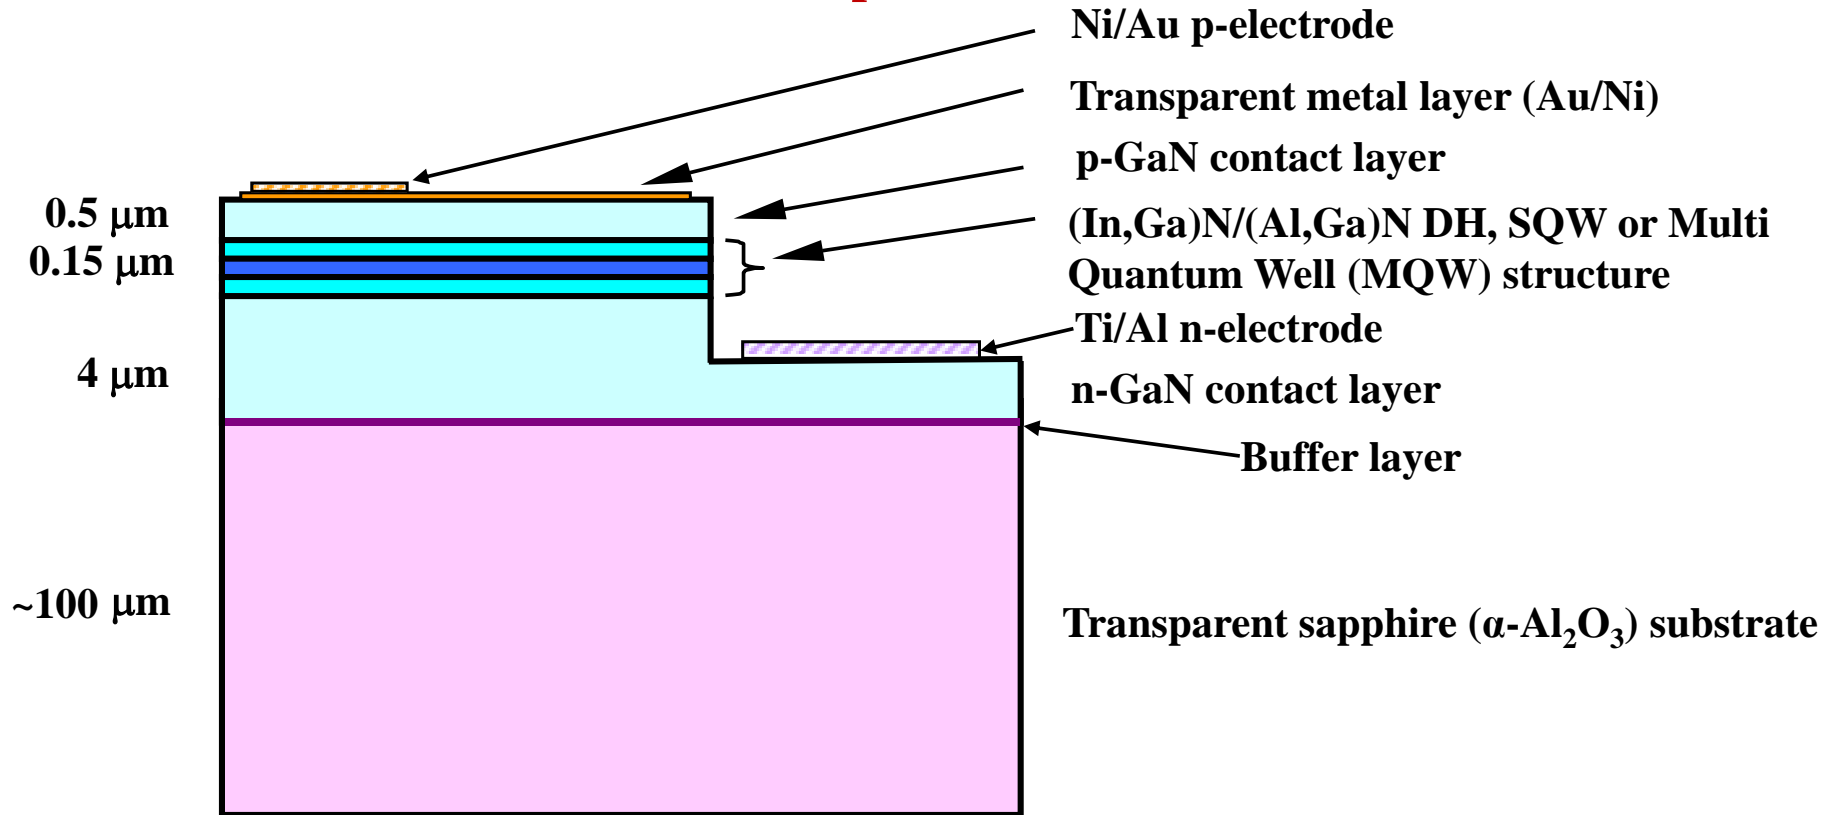 Ni/Au p-electrode
Transparent metal layer (Au/Ni)
p-GaN contact layer
0.5 μm
(In,Ga)N/(Al,Ga)N DH, SQW or Multi
0.15 μm
Quantum Well (MQW) structure
Ti/Al n-electrode
4 μm
n-GaN contact layer
Buffer layer
~100 μm
Transparent sapphire (α-Al₂O₃) substrate